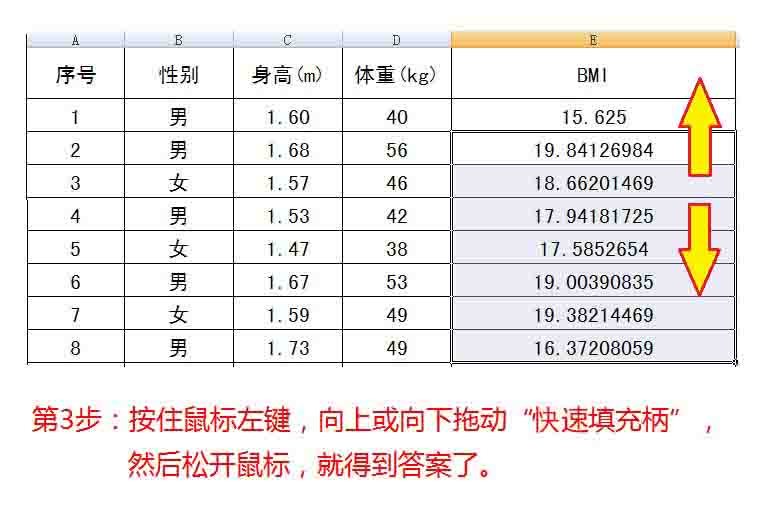 A B C D E
序号 性别 身高(m) 体重(kg) BMI
1 男 1.60 40 15.625
2 男 1.68 56 19.84126984
3 女 1.57 46 18.66201469
4 男 1.53 42 17.94181725
5 女 1.47 38 17.5852654
6 男 1.67 53 19.00390835
7 女 1.59 49 19.38214469
8 男 1.73 49 16.37208059
第3步：按住鼠标左键，向上或向下拖动“快速填充柄”，
然后松开鼠标，就得到答案了。